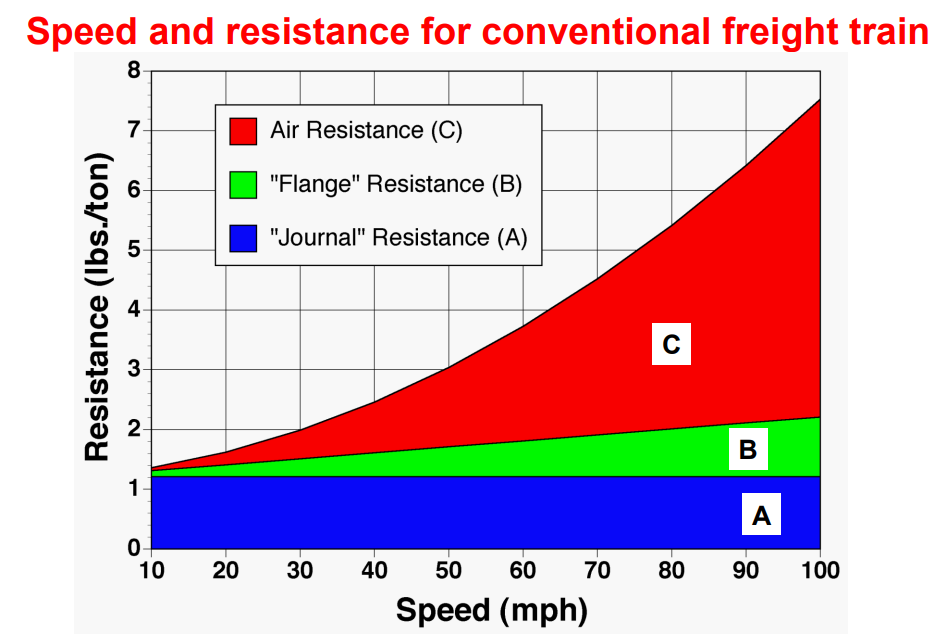 Speed and resistance for conventional freight train
8
7
6
5
4
3
2
1
0
Resistance (lbs./ton)
Air Resistance (C)
"Flange" Resistance (B)
"Journal" Resistance (A)
C
B
A
10 20 30 40 50 60 70 80 90 100
Speed (mph)